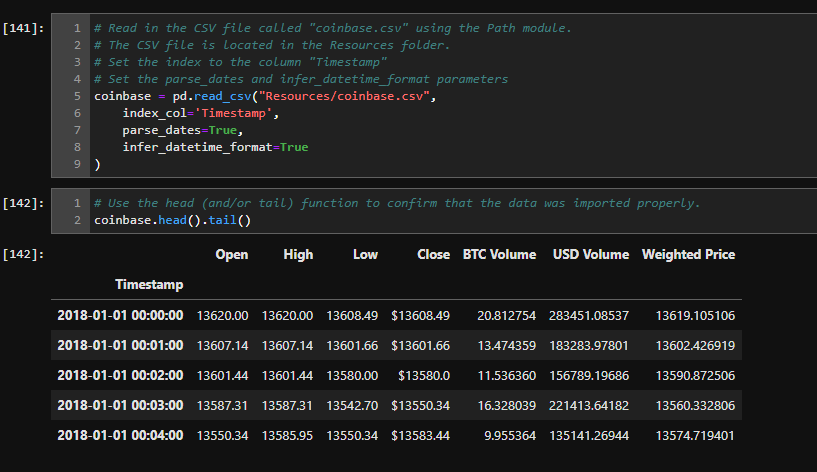 [141]:
1 # Read in the CSV file called "coinbase.csv" using the Path module.
2 # The CSV file is located in the Resources folder.
3 # Set the index to the column "Timestamp"
4 # Set the parse_dates and infer_datetime_format parameters
5 coinbase = pd.read_csv("Resources/coinbase.csv",
6     index_col='Timestamp',
7     parse_dates=True,
8     infer_datetime_format=True
9 )
[142]:
1 # Use the head (and/or tail) function to confirm that the data was imported properly.
2 coinbase.head().tail()
[142]:
Open High Low Close BTC Volume USD Volume Weighted Price
Timestamp
2018-01-01 00:00:00 13620.00 13620.00 13608.49 $13608.49 20.812754 283451.08537 13619.105106
2018-01-01 00:01:00 13607.14 13607.14 13601.66 $13601.66 13.474359 183283.97801 13602.426919
2018-01-01 00:02:00 13601.44 13601.44 13580.00 $13580.0 11.536360 156789.19686 13590.872506
2018-01-01 00:03:00 13587.31 13587.31 13542.70 $13550.34 16.328039 221413.64182 13560.332806
2018-01-01 00:04:00 13550.34 13585.95 13550.34 $13583.44 9.955364 135141.26944 13574.719401